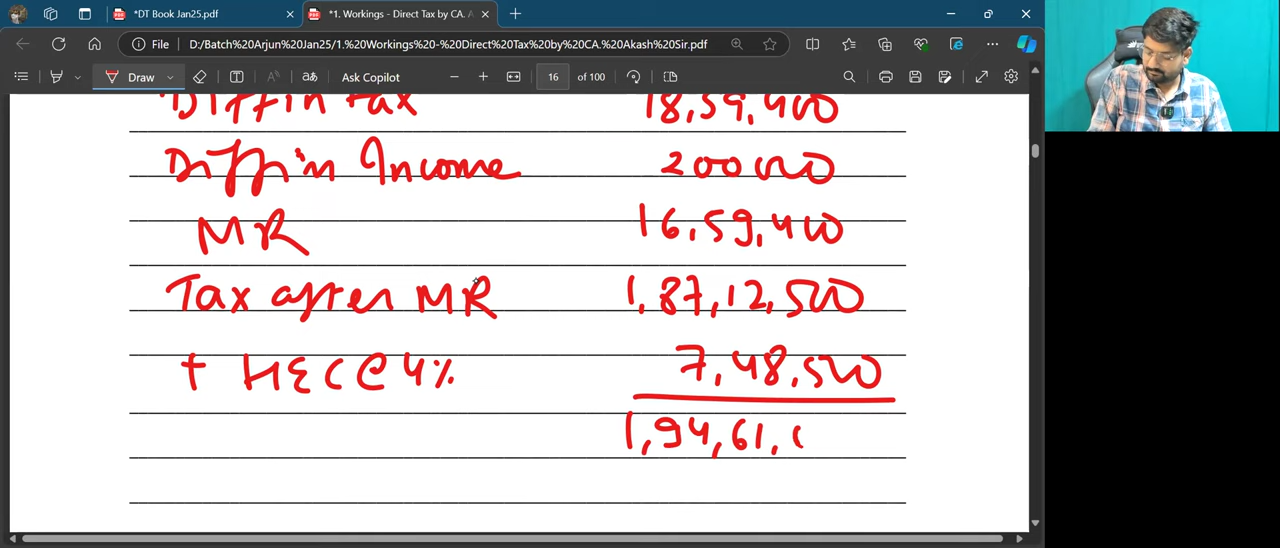 *DT Book Jan25.pdf
*1. Workings - Direct Tax by CA. A
File
D:/Batch%20Arjun%20Jan25/1.%20Workings%20-%20Direct%20Tax%20by%20CA.%20Akash%20Sir.pdf
Draw
Ask Copilot
16 of 100
Diff in tax 18,59,400
Diff in Income 200000
MR 16,59,400
Tax after MR 1,87,12,500
+ HEC @ 4% 7,48,500
1,94,61,